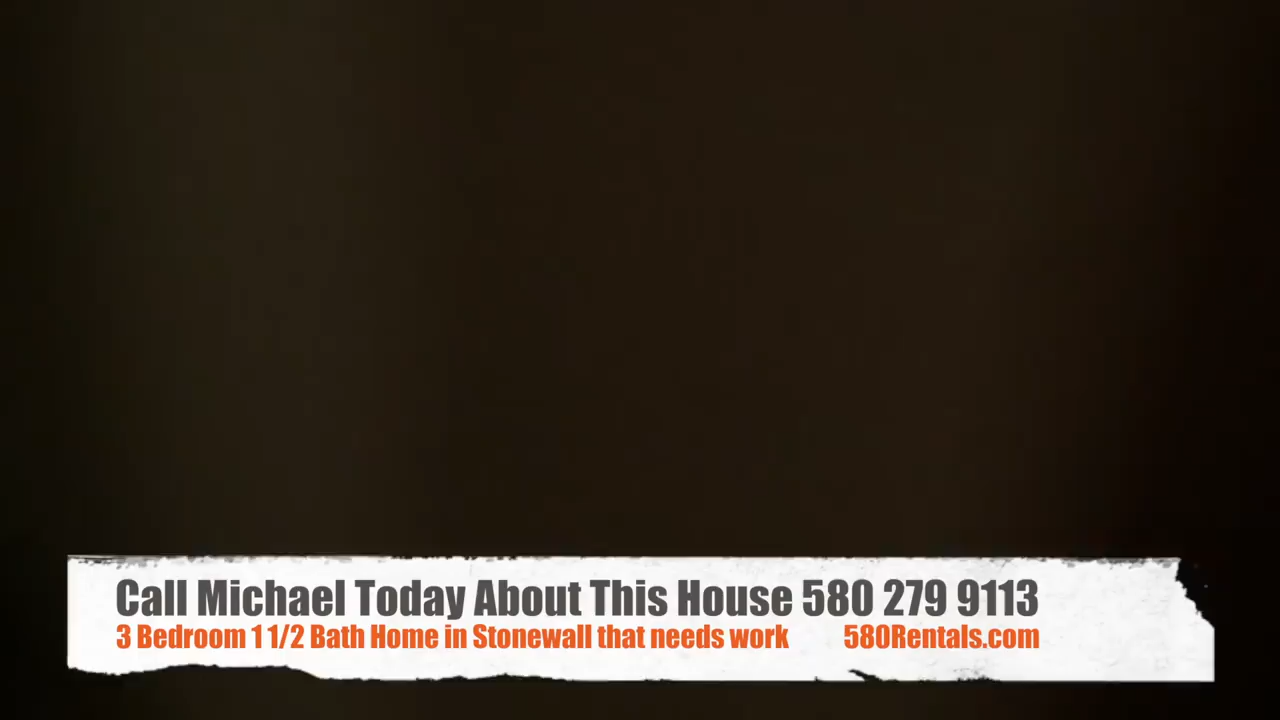 Call Michael Today About This House 580 279 9113
3 Bedroom 1 1/2 Bath Home in Stonewall that needs work 580Rentals.com